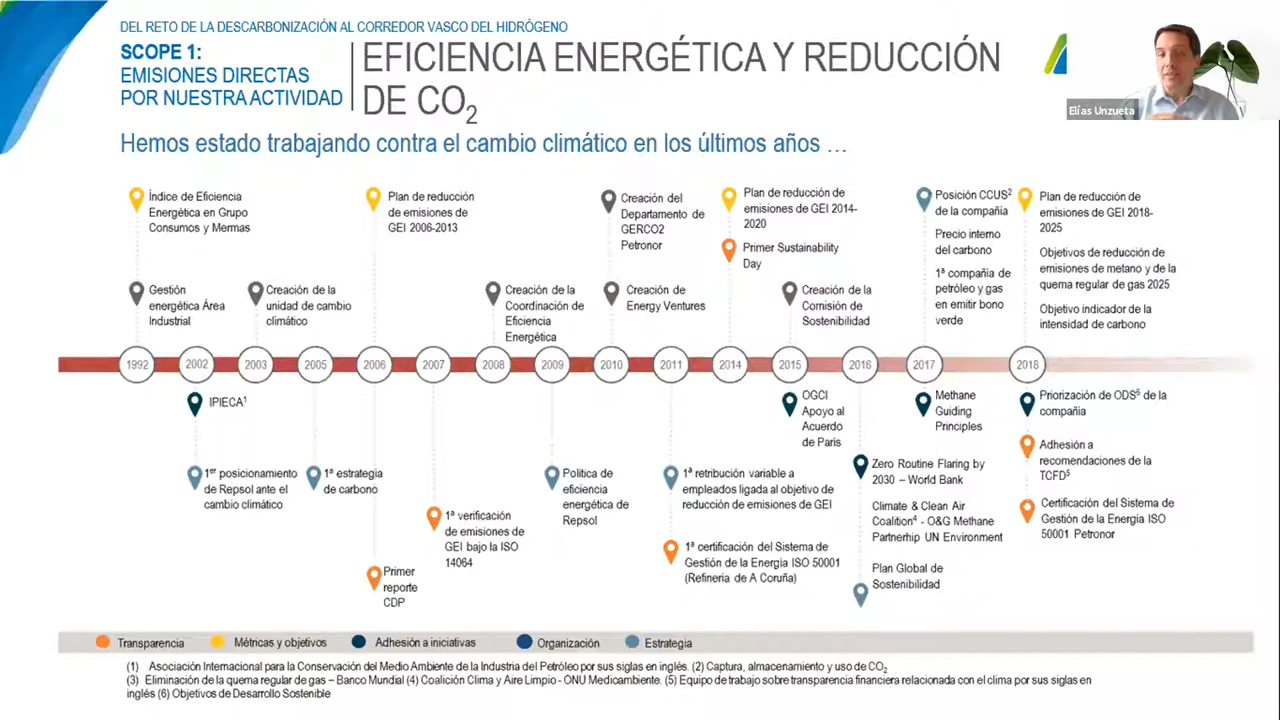 DEL RETO DE LA DESCARBONIZACIÓN AL CORREDOR VASCO DEL HIDRÓGENO
SCOPE 1:
EMISIONES DIRECTAS
POR NUESTRA ACTIVIDAD
EFICIENCIA ENERGÉTICA Y REDUCCIÓN
DE CO2
Elías Unzueta
Hemos estado trabajando contra el cambio climático en los últimos años …
Índice de Eficiencia
Energética en Grupo
Consumos y Mermas
Plan de reducción
de emisiones de
GEI 2006-2013
Creación del
Departamento de
GERCO2
Petronor
Plan de reducción de
emisiones de GEI 2014-
2020
Primer Sustainability
Day
Posición CCUS2
de la compañía
Precio interno
del carbono
1ª compañía de
petróleo y gas
en emitir bono
verde
Plan de reducción de
emisiones de GEI 2018-
2025
Objetivos de reducción de
emisiones de metano y de la
quema regular de gas 2025
Objetivo indicador de la
intensidad de carbono
Gestión
energética Área
Industrial
Creación de la
unidad de cambio
climático
Creación de la
Coordinación de
Eficiencia
Energética
Creación de
Energy Ventures
Creación de la
Comisión de
Sostenibilidad
1992
2002
2003
2005
2006
2007
2008
2009
2010
2011
2014
2015
2016
2017
2018
IPIECA1
1er posicionamiento
de Repsol ante el
cambio climático
1ª estrategia
de carbono
Primer
reporte
CDP
1ª verificación
de emisiones de
GEI bajo la ISO
14064
Política de
eficiencia
energética de
Repsol
1ª retribución variable a
empleados ligada al objetivo de
reducción de emisiones de GEI
1ª certificación del Sistema de
Gestión de la Energía ISO 50001
(Refinería de A Coruña)
OGCI
Apoyo al
Acuerdo
de París
Zero Routine Flaring by
2030 – World Bank
Climate & Clean Air
Coalition4 - O&G Methane
Partnerhip UN Environment
Plan Global de
Sostenibilidad
Methane
Guiding
Principles
Priorización de ODS6 de la
compañía
Adhesión a
recomendaciones de la
TCFD5
Certificación del Sistema de
Gestión de la Energía ISO
50001 Petronor
Transparencia
Métricas y objetivos
Adhesión a iniciativas
Organización
Estrategia
(1) Asociación Internacional para la Conservación del Medio Ambiente de la Industria del Petróleo por sus siglas en inglés. (2) Captura, almacenamiento y uso de CO2
(3) Eliminación de la quema regular de gas – Banco Mundial (4) Coalición Clima y Aire Limpio - ONU Medicambiente. (5) Equipo de trabajo sobre transparencia financiera relacionada con el clima por sus siglas en
inglés (6) Objetivos de Desarrollo Sostenible